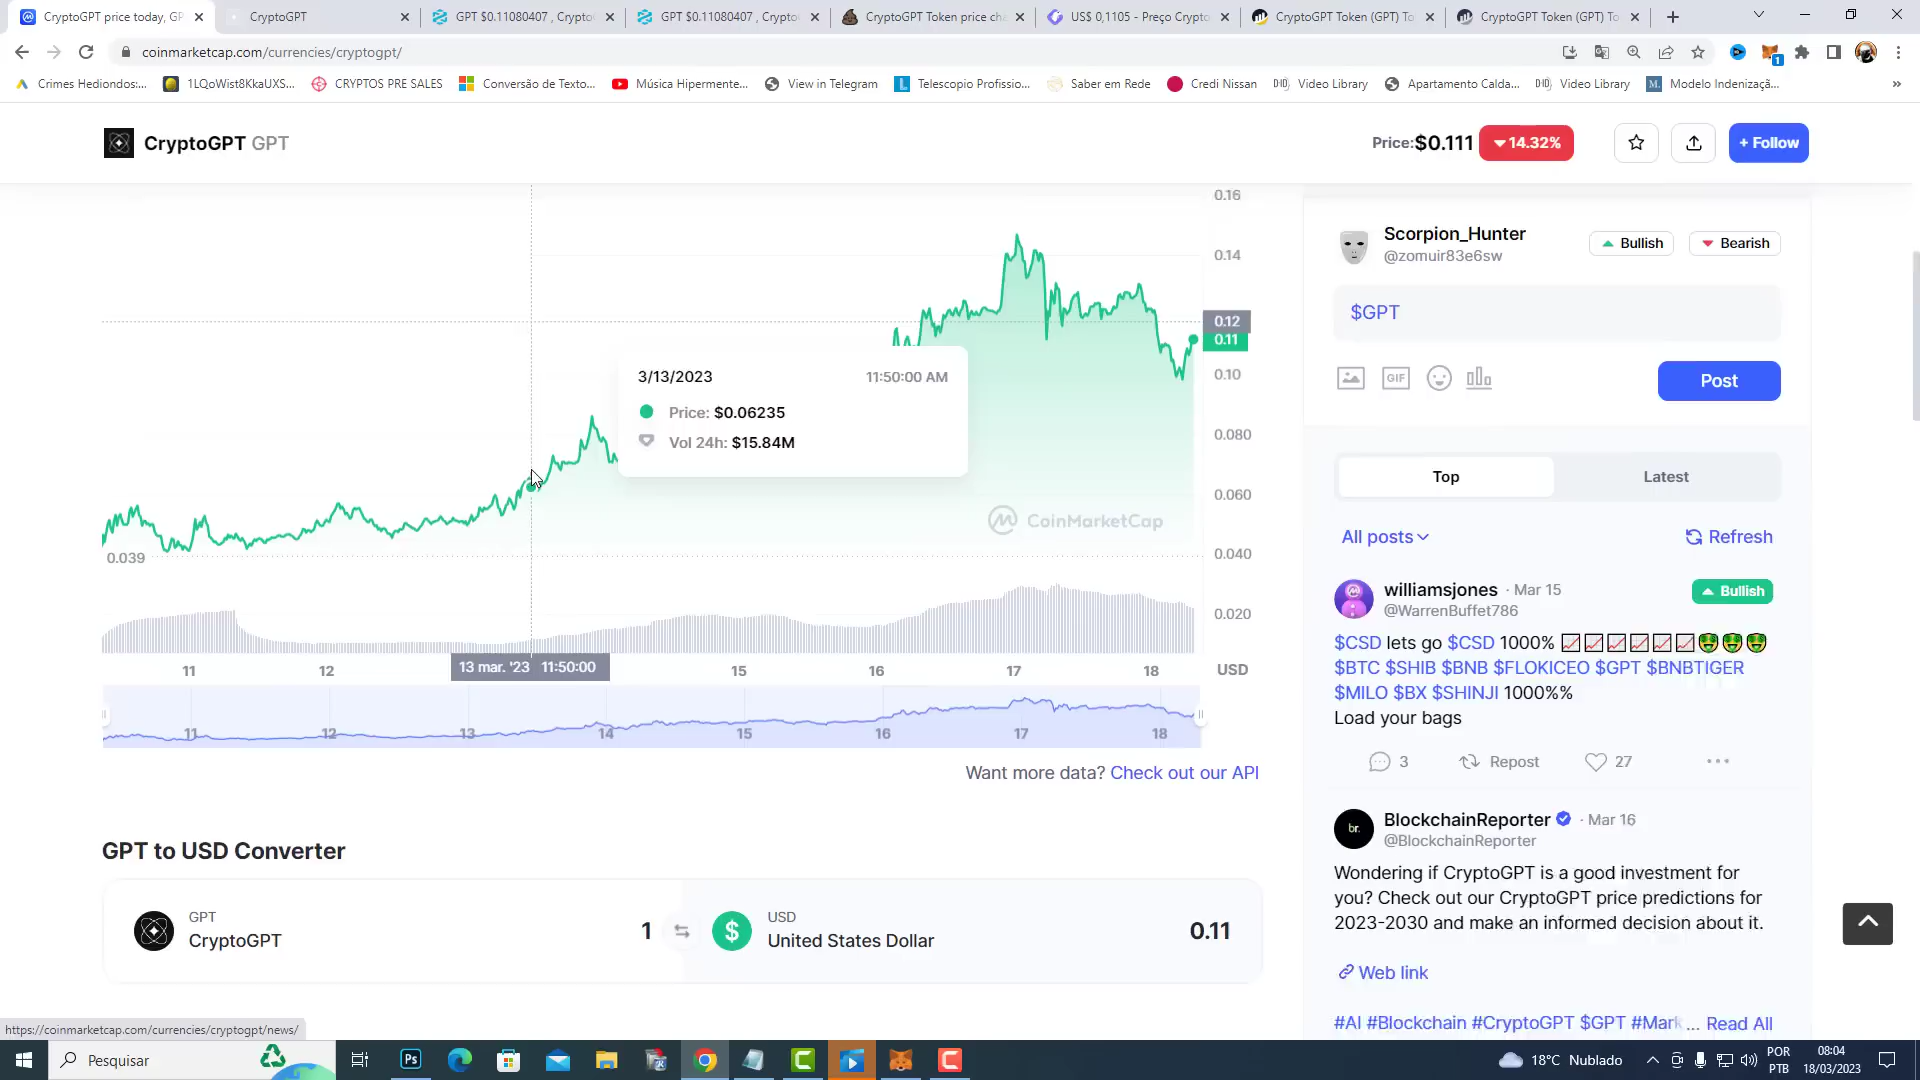 CryptoGPT price today, GP
CryptoGPT
GPT $0.11080407 , Crypto
GPT $0.11080407 , Crypto
CryptoGPT Token price cha
US$ 0,1105 - Preço Crypto
CryptoGPT Token (GPT) To
CryptoGPT Token (GPT) To
coinmarketcap.com/currencies/cryptogpt/
Crimes Hediondos:...
1LQoWist8KkaUXS...
CRYPTOS PRE SALES
Conversão de Texto...
Música Hipermente...
View in Telegram
Telescopio Profissio...
Saber em Rede
Credi Nissan
Video Library
Apartamento Calda...
Video Library
Modelo Indenizaçã...
CryptoGPT GPT
Price:$0.111
14.32%
+ Follow
0.16
0.14
0.12
0.11
0.10
0.080
0.060
0.040
0.020
0.039
3/13/2023 11:50:00 AM
Price: $0.06235
Vol 24h: $15.84M
CoinMarketCap
11 12 13 mar. '23 11:50:00 15 16 17 18 USD
11 12 13 14 15 16 17 18
Want more data? Check out our API
GPT to USD Converter
GPT
CryptoGPT
1
USD
United States Dollar
0.11
Scorpion_Hunter
@zomuir83e6sw
Bullish
Bearish
$GPT
GIF
Post
Top
Latest
All posts
Refresh
williamsjones · Mar 15
@WarrenBuffet786
Bullish
$CSD lets go $CSD 1000% 📈📈📈📈📈📈🤑🤑🤑
$BTC $SHIB $BNB $FLOKICEO $GPT $BNBTIGER
$MILO $BX $SHINJI 1000%%
Load your bags
3
Repost
27
br.
BlockchainReporter · Mar 16
@BlockchainReporter
Wondering if CryptoGPT is a good investment for
you? Check out our CryptoGPT price predictions for
2023-2030 and make an informed decision about it.
Web link
#AI #Blockchain #CryptoGPT $GPT #Mark... Read All
https://coinmarketcap.com/currencies/cryptogpt/news/
Pesquisar
Ps
18°C Nublado
POR
PTB
08:04
18/03/2023